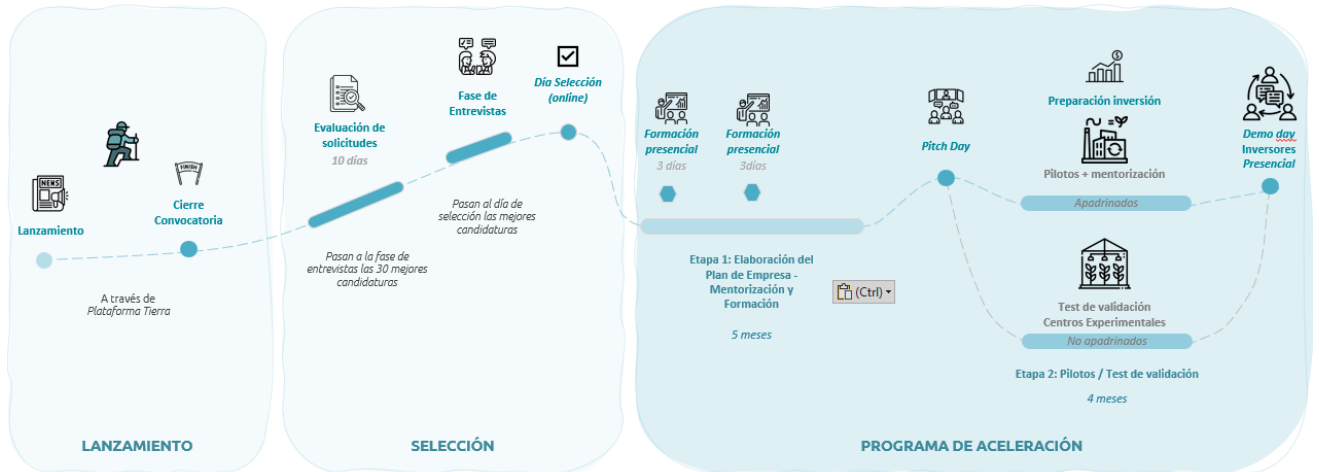 NEWS
Lanzamiento
FINISH
Cierre
Convocatoria
A través de
Plataforma Tierra
LANZAMIENTO
Evaluación de
solicitudes
10 días
Pasan a la fase de
entrevistas las 30 mejores
candidaturas
Fase de
Entrevistas
Pasan al día de
selección las mejores
candidaturas
Día Selección
(online)
SELECCIÓN
Formación
presencial
3 días
Formación
presencial
3días
Etapa 1: Elaboración del
Plan de Empresa -
Mentorización y
Formación
5 meses
(Ctrl)
Pitch Day
Preparación inversión
Pilotos + mentorización
Apadrinados
Test de validación
Centros Experimentales
No apadrinados
Etapa 2: Pilotos / Test de validación
4 meses
Demo day
Inversores
Presencial
PROGRAMA DE ACELERACIÓN